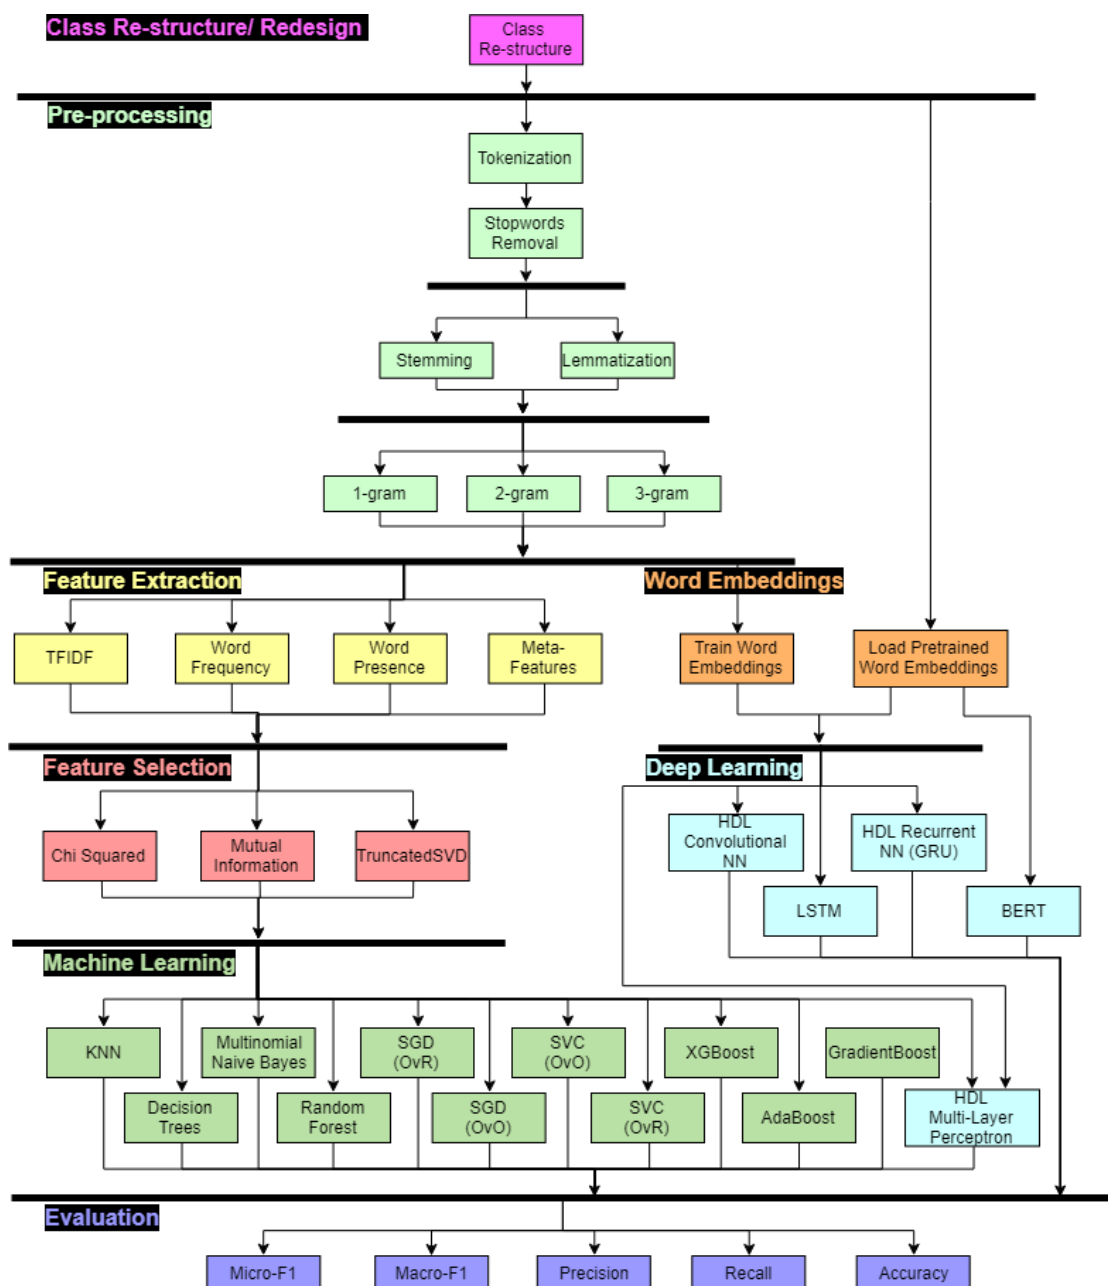 Class Re-structure/ Redesign
Class
Re-structure
Pre-processing
Tokenization
Stopwords
Removal
Stemming
Lemmatization
1-gram
2-gram
3-gram
Feature Extraction
Word Embeddings
TFIDF
Word
Frequency
Word
Presence
Meta-
Features
Train Word
Embeddings
Load Pretrained
Word Embeddings
Feature Selection
Deep Learning
Chi Squared
Mutual
Information
TruncatedSVD
HDL
Convolutional
NN
HDL Recurrent
NN (GRU)
LSTM
BERT
Machine Learning
KNN
Multinomial
Naive Bayes
SGD
(OvR)
SVC
(OvO)
XGBoost
GradientBoost
Decision
Trees
Random
Forest
SGD
(OvO)
SVC
(OvR)
AdaBoost
HDL
Multi-Layer
Perceptron
Evaluation
Micro-F1
Macro-F1
Precision
Recall
Accuracy